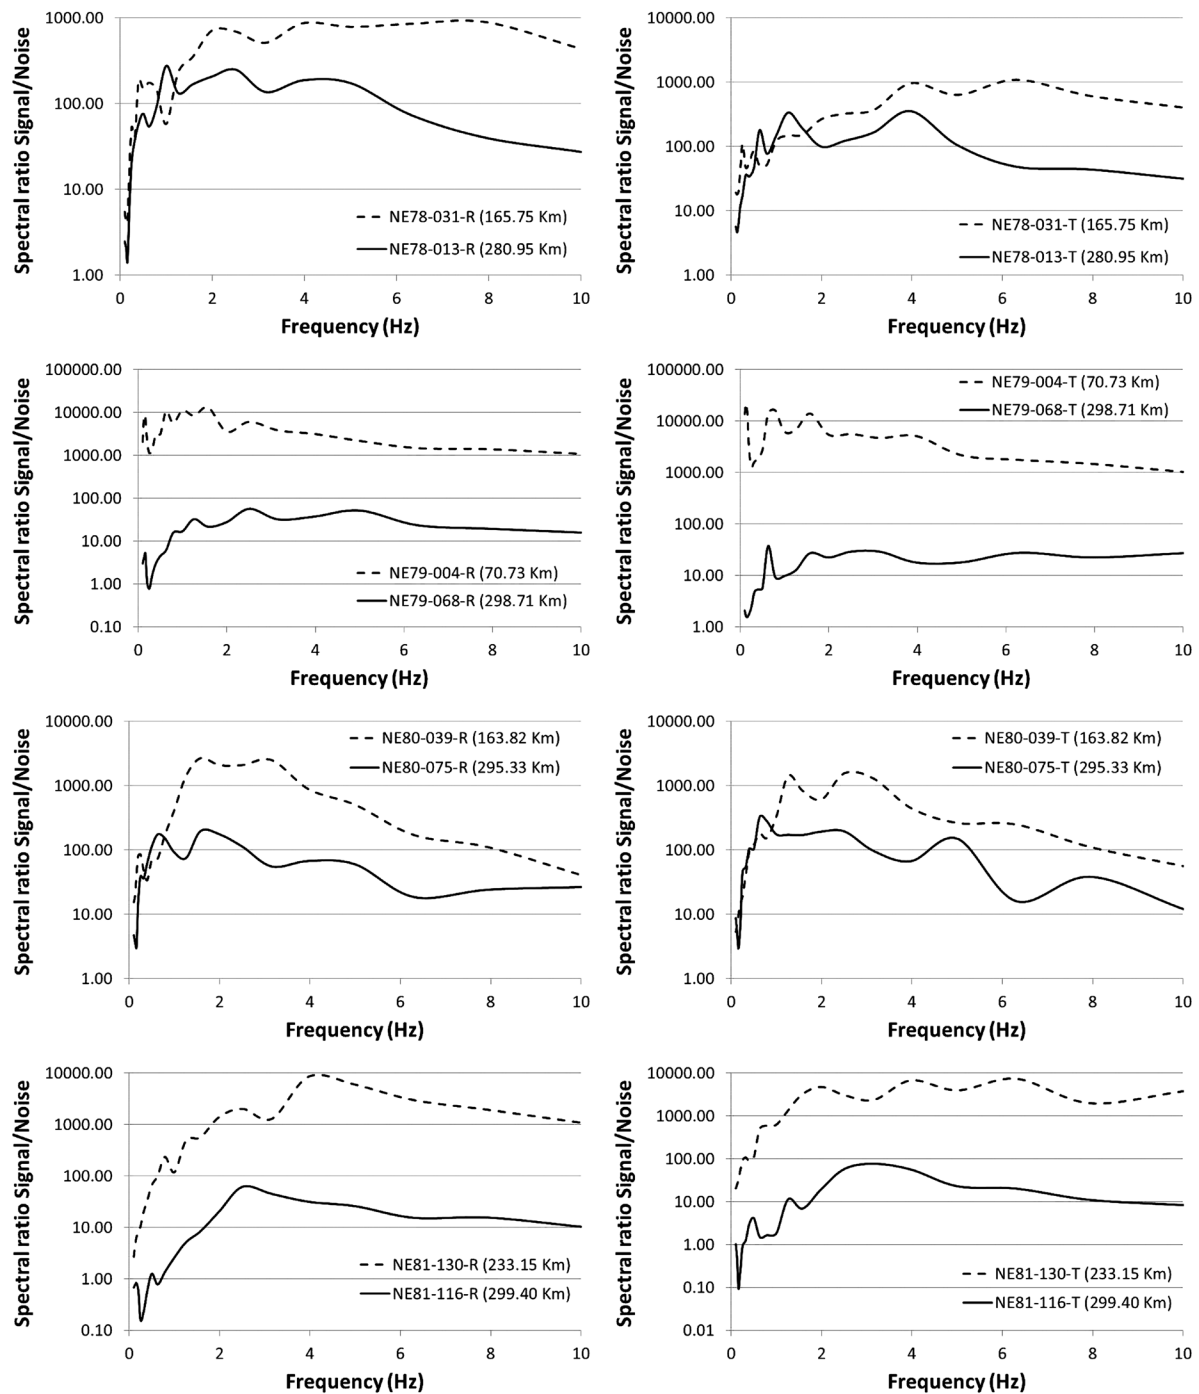 Spectral ratio Signal/Noise
1000.00
100.00
10.00
1.00
NE78-031-R (165.75 Km)
NE78-013-R (280.95 Km)
0 2 4 6 8 10
Frequency (Hz)
Spectral ratio Signal/Noise
10000.00
1000.00
100.00
10.00
1.00
NE78-031-T (165.75 Km)
NE78-013-T (280.95 Km)
0 2 4 6 8 10
Frequency (Hz)
Spectral ratio Signal/Noise
100000.00
10000.00
1000.00
100.00
10.00
1.00
0.10
NE79-004-R (70.73 Km)
NE79-068-R (298.71 Km)
0 2 4 6 8 10
Frequency (Hz)
Spectral ratio Signal/Noise
100000.00
10000.00
1000.00
100.00
10.00
1.00
NE79-004-T (70.73 Km)
NE79-068-T (298.71 Km)
0 2 4 6 8 10
Frequency (Hz)
Spectral ratio Signal/Noise
10000.00
1000.00
100.00
10.00
1.00
NE80-039-R (163.82 Km)
NE80-075-R (295.33 Km)
0 2 4 6 8 10
Frequency (Hz)
Spectral ratio Signal/Noise
10000.00
1000.00
100.00
10.00
1.00
NE80-039-T (163.82 Km)
NE80-075-T (295.33 Km)
0 2 4 6 8 10
Frequency (Hz)
Spectral ratio Signal/Noise
10000.00
1000.00
100.00
10.00
1.00
0.10
NE81-130-R (233.15 Km)
NE81-116-R (299.40 Km)
0 2 4 6 8 10
Frequency (Hz)
Spectral ratio Signal/Noise
10000.00
1000.00
100.00
10.00
1.00
0.10
0.01
NE81-130-T (233.15 Km)
NE81-116-T (299.40 Km)
0 2 4 6 8 10
Frequency (Hz)